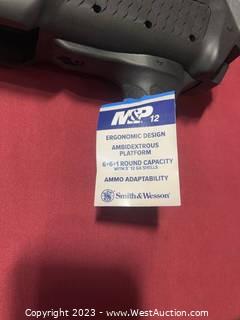 M&P 12
ERGONOMIC DESIGN
AMBIDEXTROUS
PLATFORM
6+6+1 ROUND CAPACITY
WITH 3" 12 GA SHELLS
AMMO ADAPTABILITY
Smith&Wesson
Copyright © 2023 - www.WestAuction.com